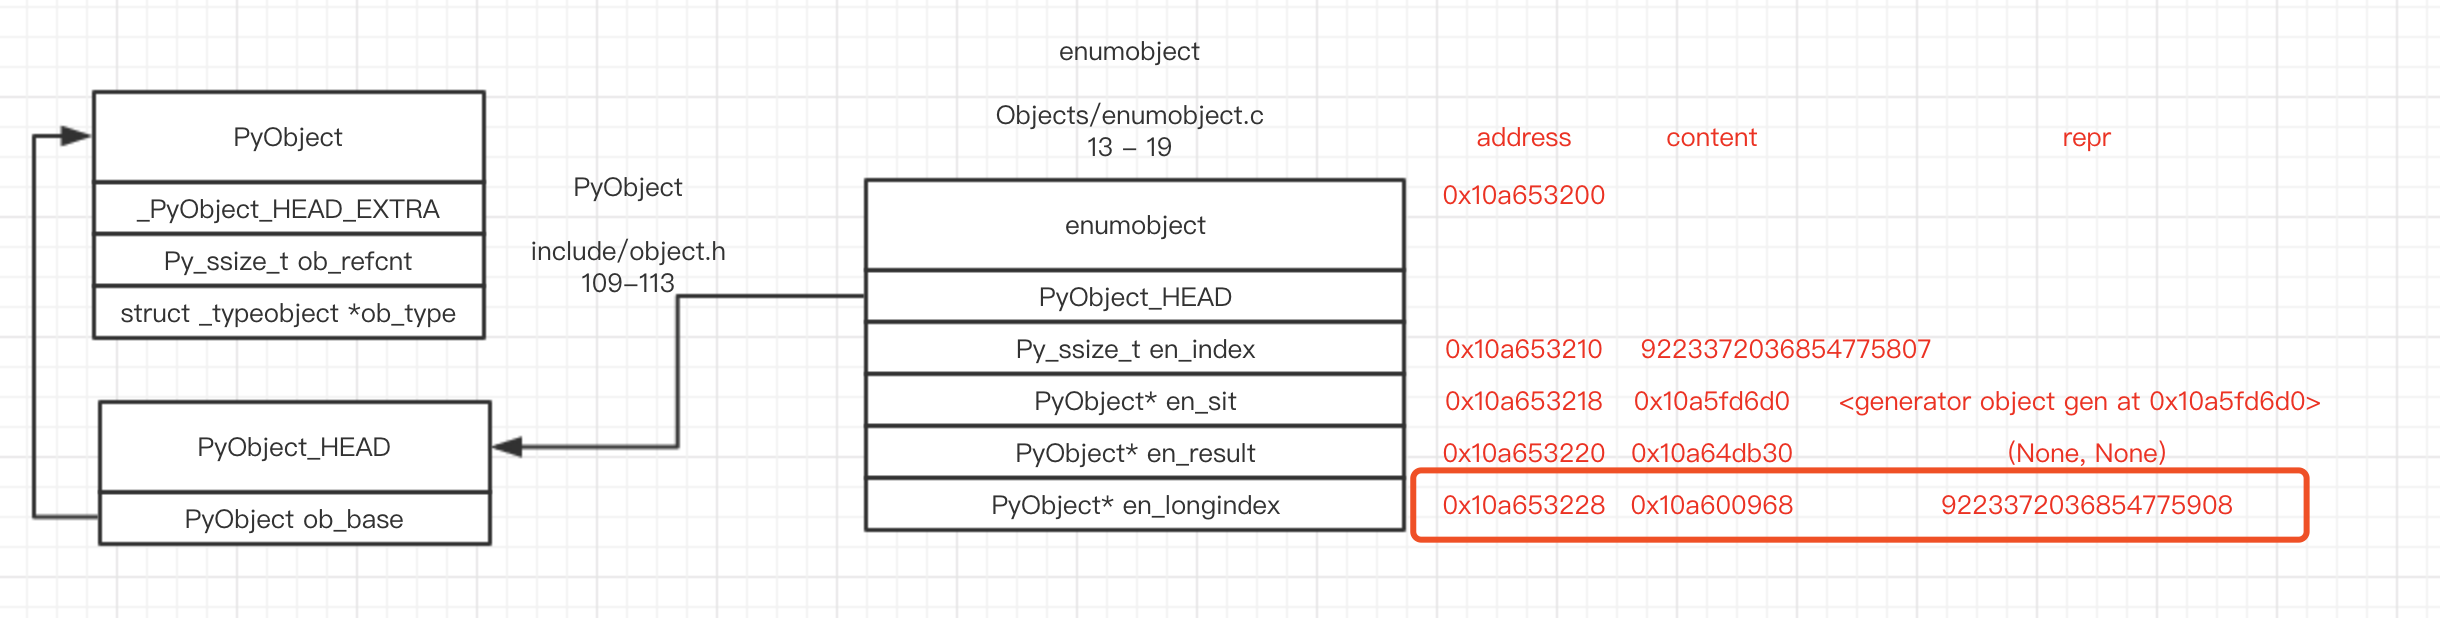 PyObject
_PyObject_HEAD_EXTRA
Py_ssize_t ob_refcnt
struct _typeobject *ob_type
PyObject_HEAD
PyObject ob_base
PyObject
include/object.h
109-113
enumobject
Objects/enumobject.c
13 - 19
enumobject
PyObject_HEAD
Py_ssize_t en_index
PyObject* en_sit
PyObject* en_result
PyObject* en_longindex
address content repr
0x10a653200
0x10a653210 9223372036854775807
0x10a653218 0x10a5fd6d0 <generator object gen at 0x10a5fd6d0>
0x10a653220 0x10a64db30 (None, None)
0x10a653228 0x10a600968 9223372036854775908